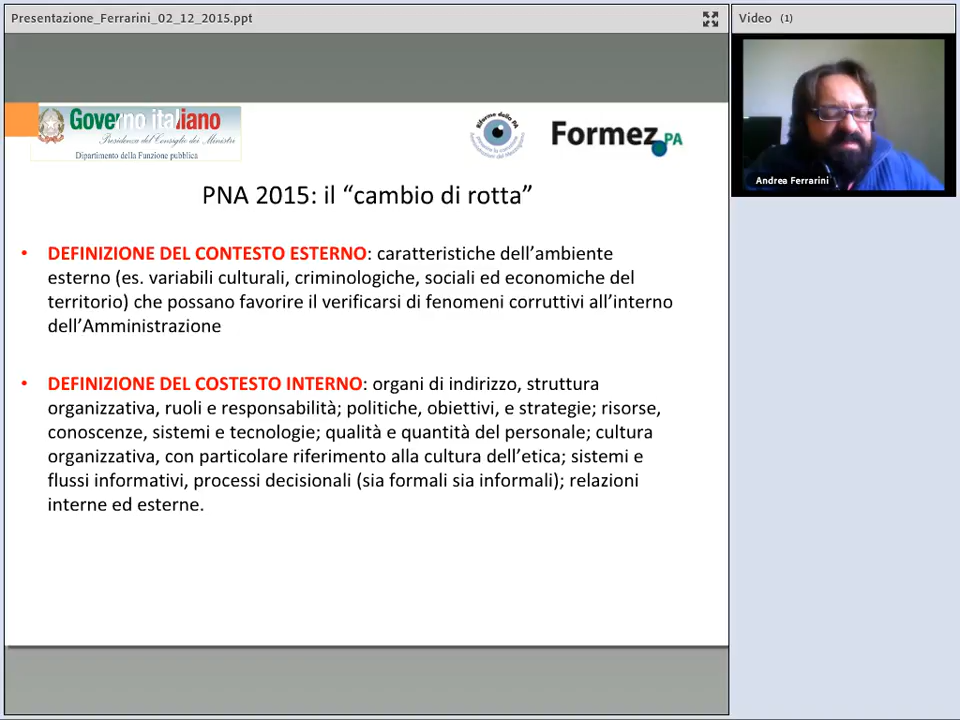 Presentazione_Ferrarini_02_12_2015.ppt
Video (1)
Governo italiano
Presidenza del Consiglio dei Ministri
Dipartimento della Funzione pubblica
Riforma della PA
Formez PA
Andrea Ferrarini
PNA 2015: il “cambio di rotta”
• DEFINIZIONE DEL CONTESTO ESTERNO: caratteristiche dell’ambiente
esterno (es. variabili culturali, criminologiche, sociali ed economiche del
territorio) che possano favorire il verificarsi di fenomeni corruttivi all’interno
dell’Amministrazione
• DEFINIZIONE DEL COSTESTO INTERNO: organi di indirizzo, struttura
organizzativa, ruoli e responsabilità; politiche, obiettivi, e strategie; risorse,
conoscenze, sistemi e tecnologie; qualità e quantità del personale; cultura
organizzativa, con particolare riferimento alla cultura dell’etica; sistemi e
flussi informativi, processi decisionali (sia formali sia informali); relazioni
interne ed esterne.